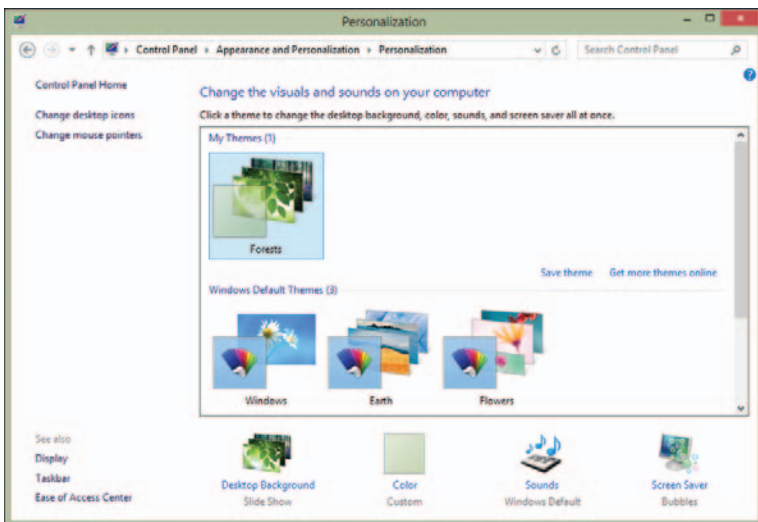 Personalization
Control Panel Appearance and Personalization Personalization
Search Control Panel
Control Panel Home
Change desktop icons
Change mouse pointers
Change the visuals and sounds on your computer
Click a theme to change the desktop background, color, sounds, and screen saver all at once.
My Themes (1)
Forests
Save theme Get more themes online
Windows Default Themes (3)
Windows Earth Flowers
See also
Display
Taskbar
Ease of Access Center
Desktop Background Color Sounds Screen Saver
Slide Show Custom Windows Default Bubbles